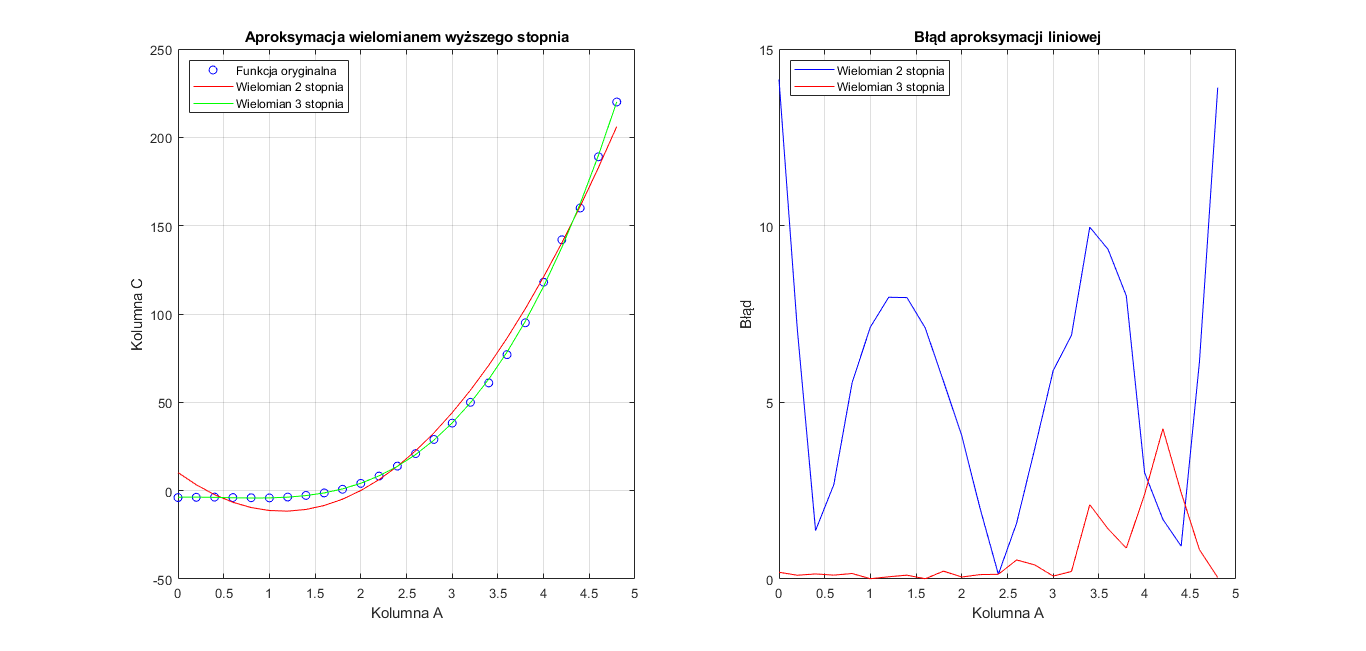 Aproksymacja wielomianem wyższego stopnia
250
200
150
100
50
0
-50
0 0.5 1 1.5 2 2.5 3 3.5 4 4.5 5
Kolumna A
Kolumna C
Funkcja oryginalna
Wielomian 2 stopnia
Wielomian 3 stopnia
Błąd aproksymacji liniowej
15
10
5
0
0 0.5 1 1.5 2 2.5 3 3.5 4 4.5 5
Kolumna A
Błąd
Wielomian 2 stopnia
Wielomian 3 stopnia